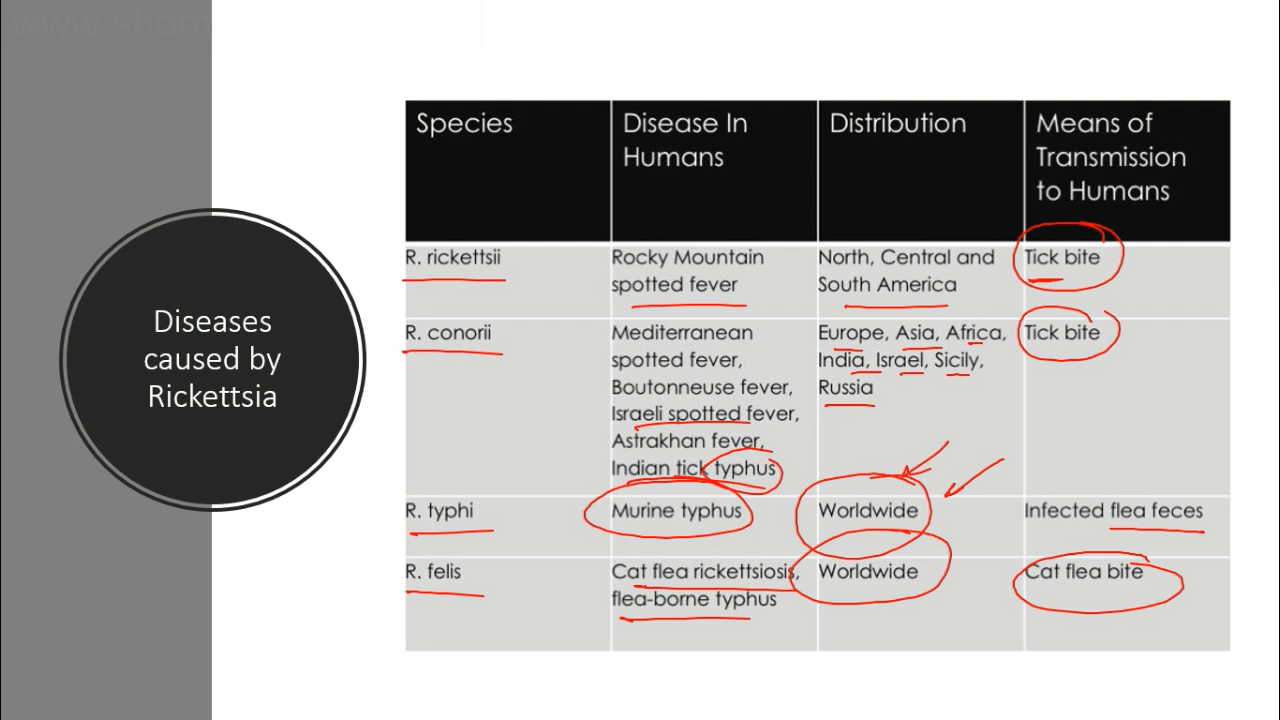 www.shomusbiology.com
Diseases
caused by
Rickettsia
Species
Disease In
Humans
Distribution
Means of
Transmission
to Humans
R. rickettsii
Rocky Mountain
spotted fever
North, Central and
South America
Tick bite
R. conorii
Mediterranean
spotted fever,
Boutonneuse fever,
Israeli spotted fever,
Astrakhan fever,
Indian tick typhus
Europe, Asia, Africa,
India, Israel, Sicily,
Russia
Tick bite
R. typhi
Murine typhus
Worldwide
Infected flea feces
R. felis
Cat flea rickettsiosis,
flea-borne typhus
Worldwide
Cat flea bite